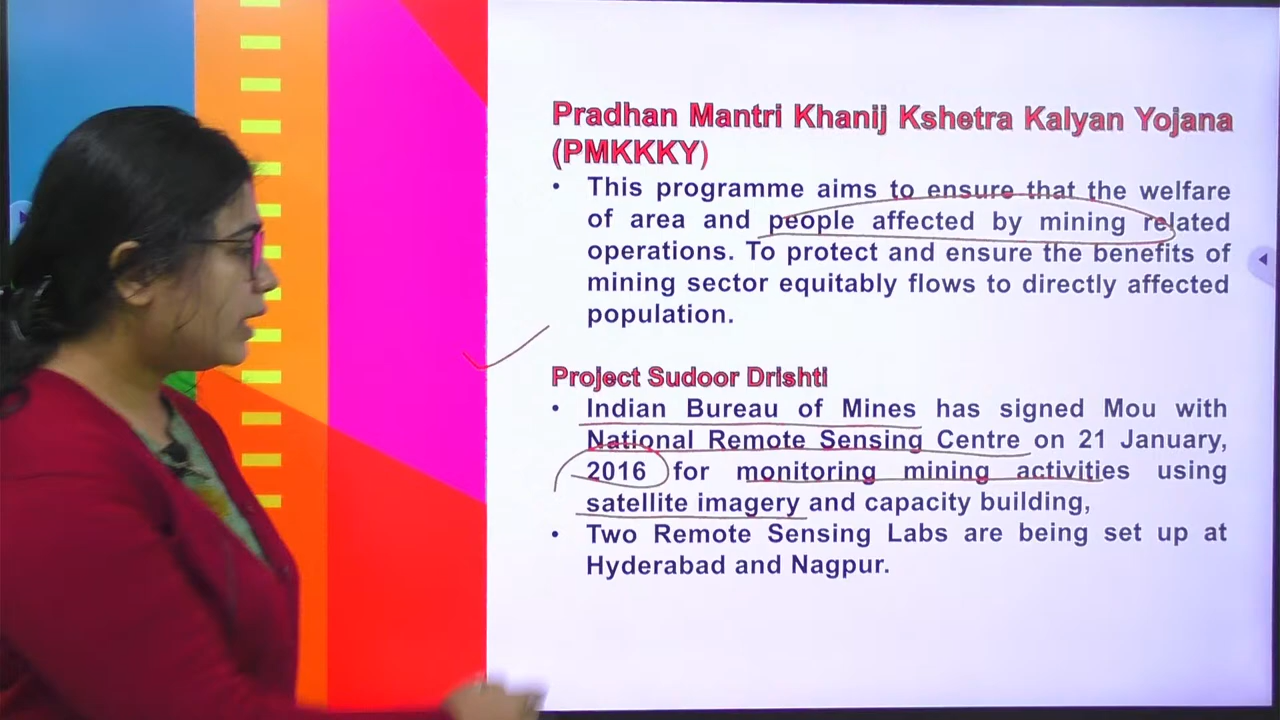 Pradhan Mantri Khanij Kshetra Kalyan Yojana
(PMKKKY)
• This programme aims to ensure that the welfare
of area and people affected by mining related
operations. To protect and ensure the benefits of
mining sector equitably flows to directly affected
population.
Project Sudoor Drishti
• Indian Bureau of Mines has signed Mou with
National Remote Sensing Centre on 21 January,
2016 for monitoring mining activities using
satellite imagery and capacity building,
• Two Remote Sensing Labs are being set up at
Hyderabad and Nagpur.